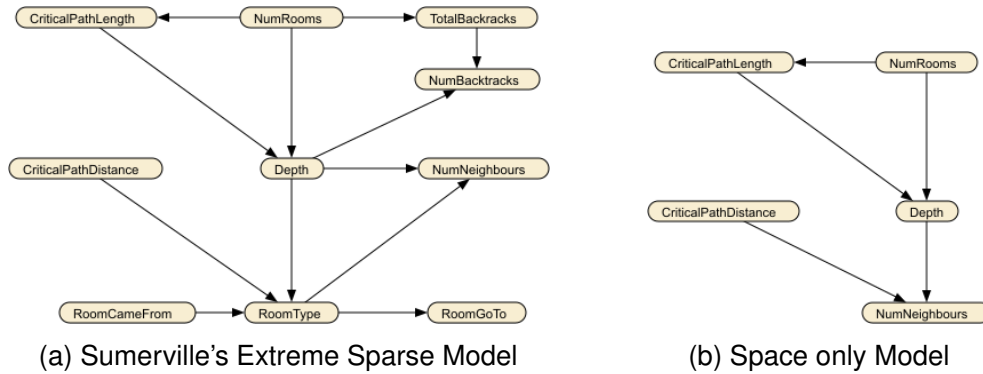 CriticalPathLength NumRooms TotalBacktracks
NumBacktracks
CriticalPathDistance Depth NumNeighbours
RoomCameFrom RoomType RoomGoTo
(a) Sumerville's Extreme Sparse Model
CriticalPathLength NumRooms
CriticalPathDistance Depth
NumNeighbours
(b) Space only Model